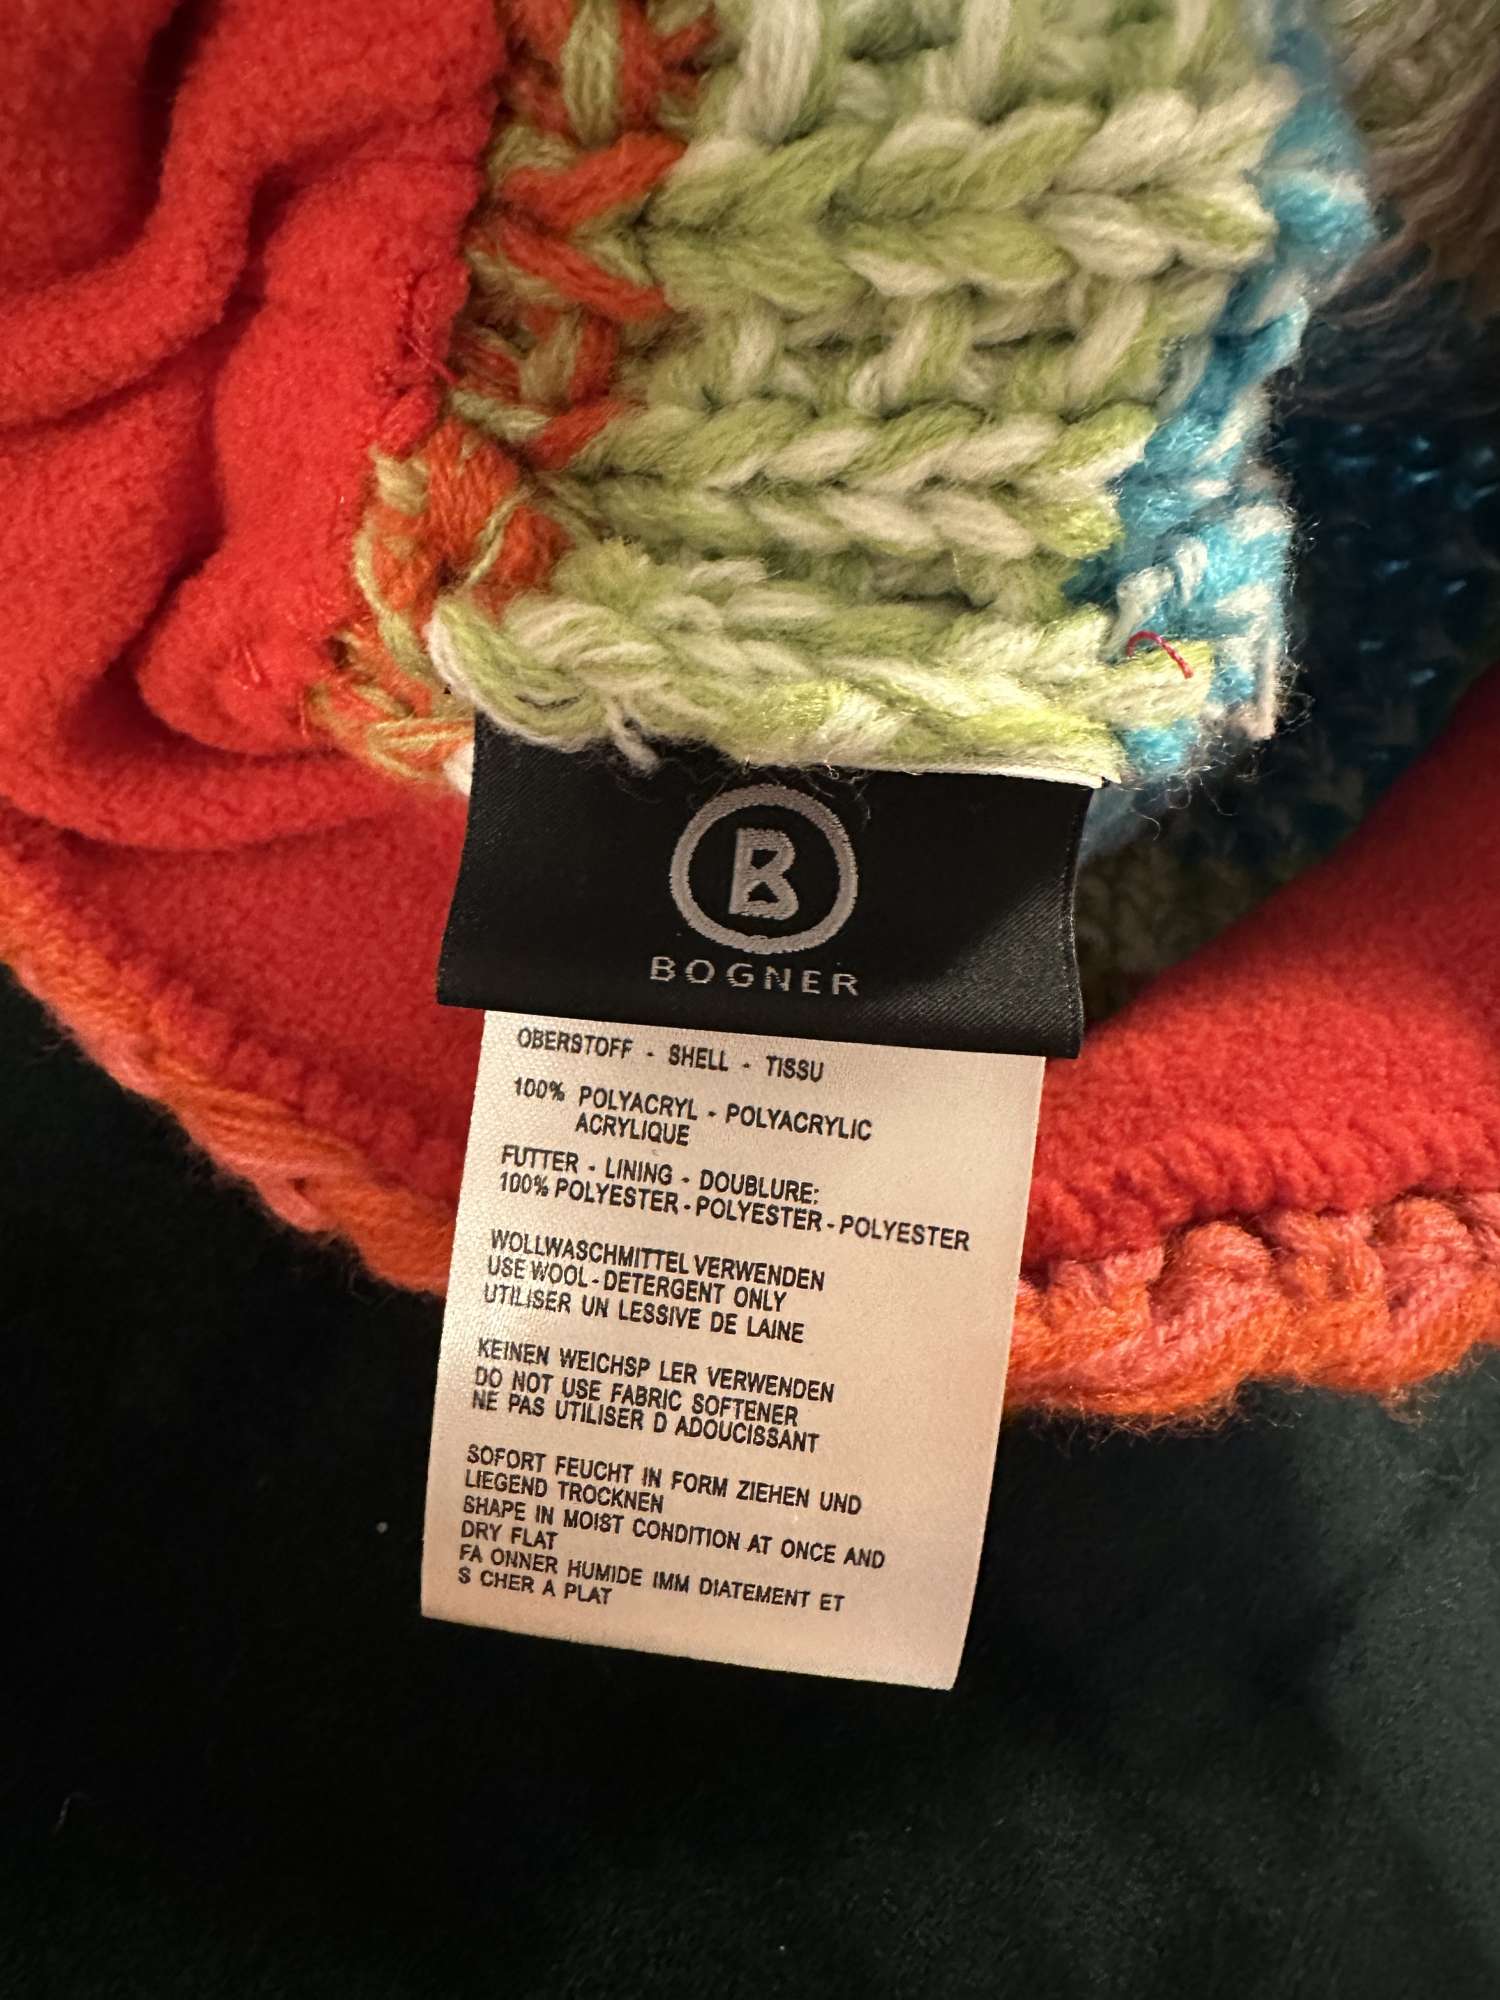 B
BOGNER
OBERSTOFF - SHELL - TISSU
100% POLYACRYL - POLYACRYLIC
ACRYLIQUE
FUTTER - LINING - DOUBLURE:
100% POLYESTER - POLYESTER - POLYESTER
WOLLWASCHMITTEL VERWENDEN
USE WOOL - DETERGENT ONLY
UTILISER UN LESSIVE DE LAINE
KEINEN WEICHSP LER VERWENDEN
DO NOT USE FABRIC SOFTENER
NE PAS UTILISER D ADOUCISSANT
SOFORT FEUCHT IN FORM ZIEHEN UND
LIEGEND TROCKNEN
SHAPE IN MOIST CONDITION AT ONCE AND
DRY FLAT
FA ONNER HUMIDE IMM DIATEMENT ET
S CHER A PLAT